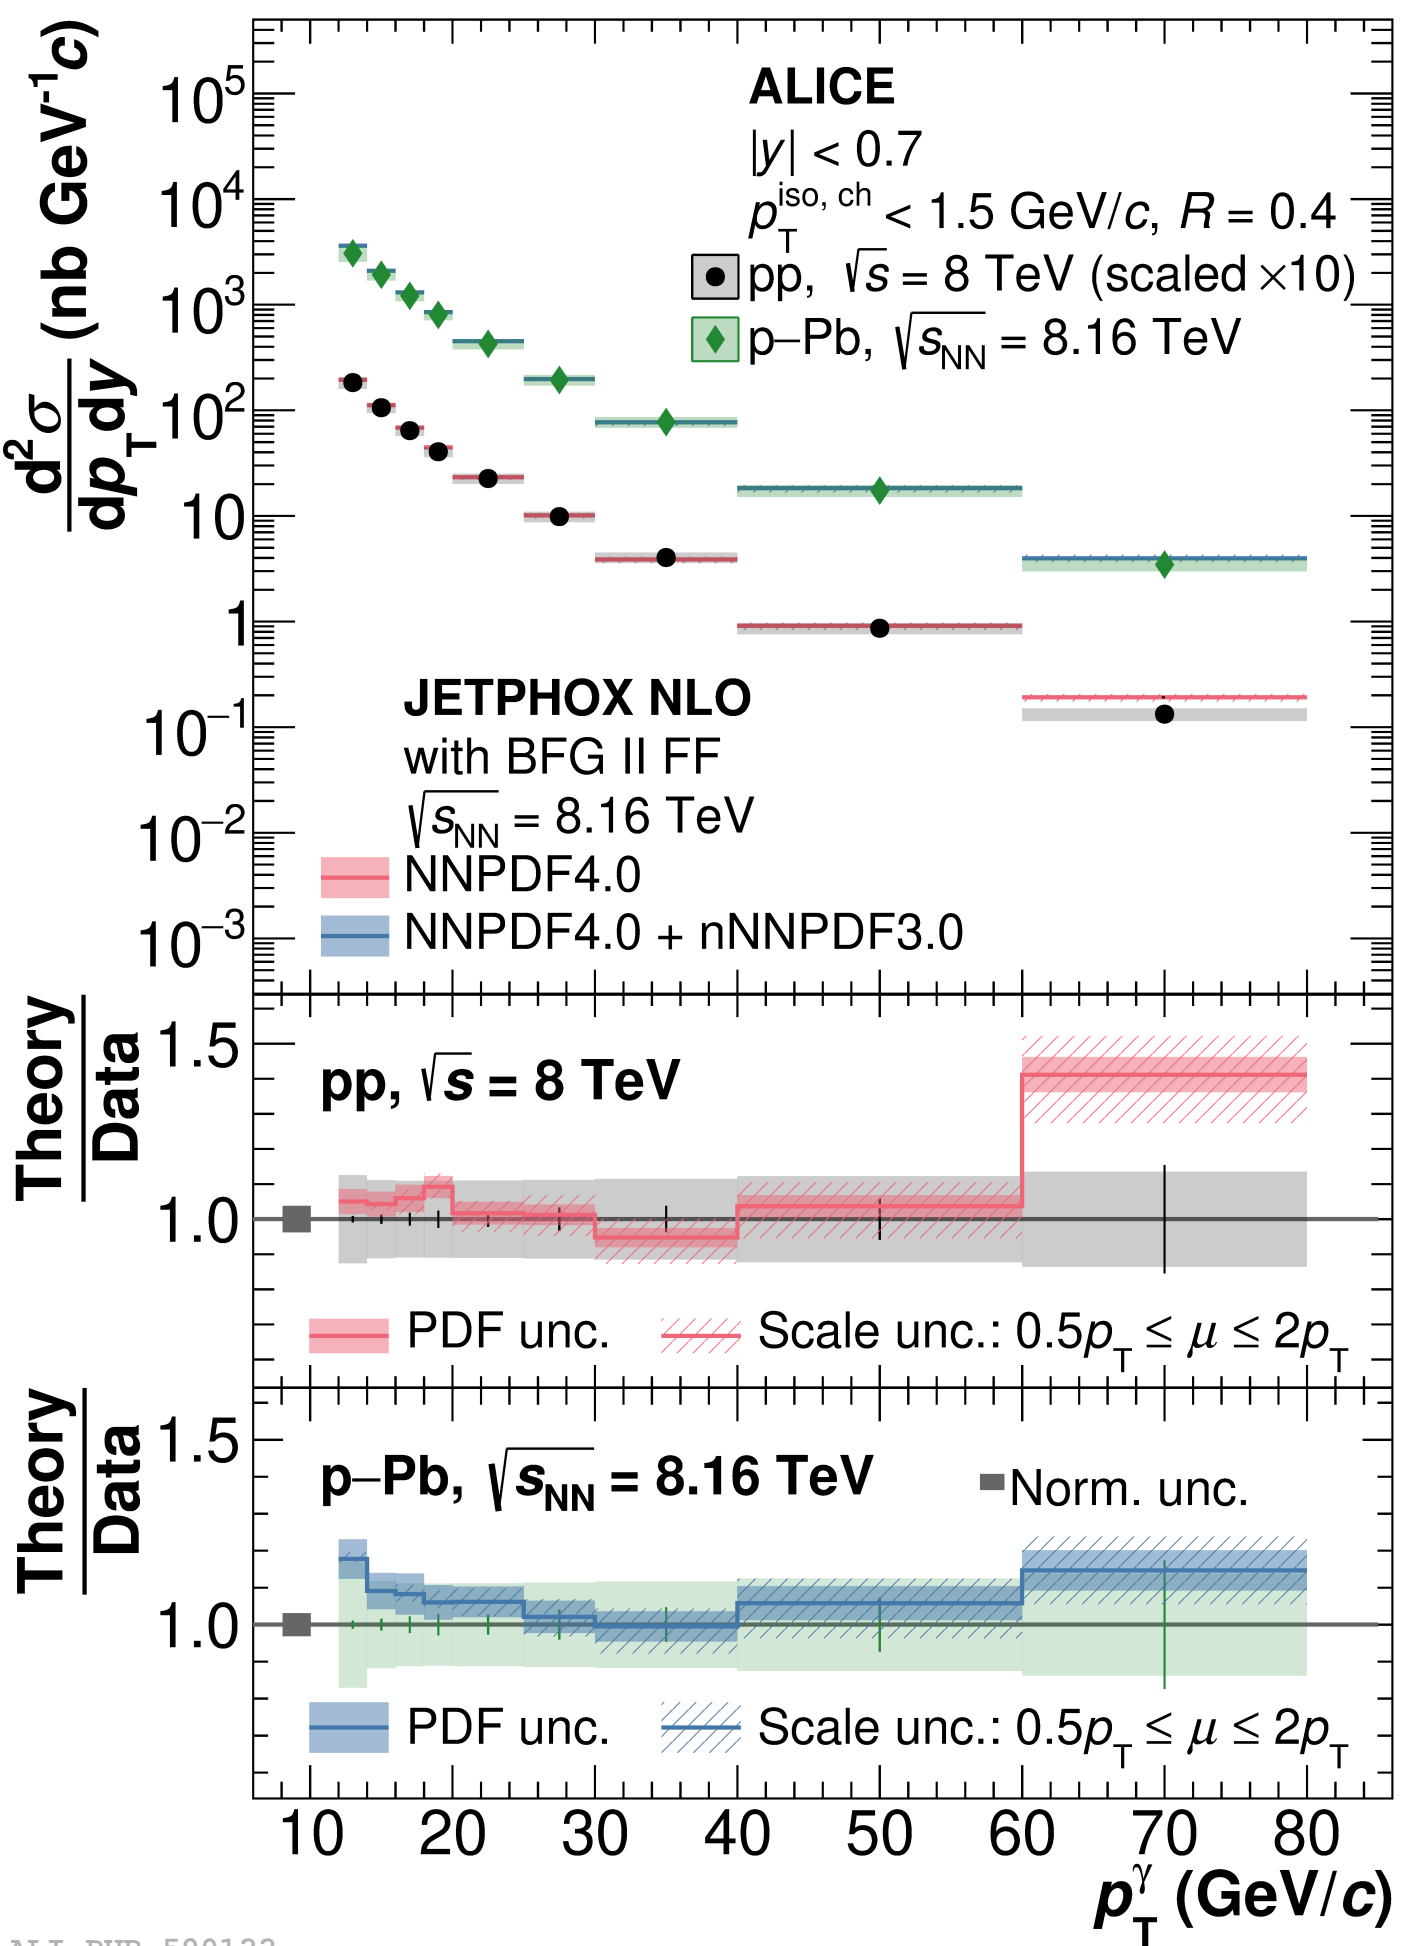 d²σ / dp_T dy (nb GeV⁻¹c)
10⁵
10⁴
10³
10²
10
1
10⁻¹
10⁻²
10⁻³
ALICE
|y| < 0.7
p_T^iso, ch < 1.5 GeV/c, R = 0.4
pp, √s = 8 TeV (scaled ×10)
p–Pb, √s_NN = 8.16 TeV
JETPHOX NLO
with BFG II FF
√s_NN = 8.16 TeV
NNPDF4.0
NNPDF4.0 + nNNPDF3.0
Theory
Data
1.5
1.0
pp, √s = 8 TeV
PDF unc.
Scale unc.: 0.5p_T ≤ μ ≤ 2p_T
Theory
Data
1.5
1.0
p–Pb, √s_NN = 8.16 TeV
Norm. unc.
PDF unc.
Scale unc.: 0.5p_T ≤ μ ≤ 2p_T
10 20 30 40 50 60 70 80
p_T^γ (GeV/c)